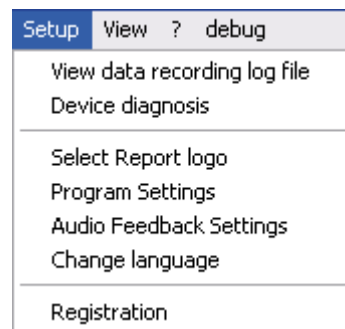 Setup View ? debug
View data recording log file
Device diagnosis
Select Report logo
Program Settings
Audio Feedback Settings
Change language
Registration